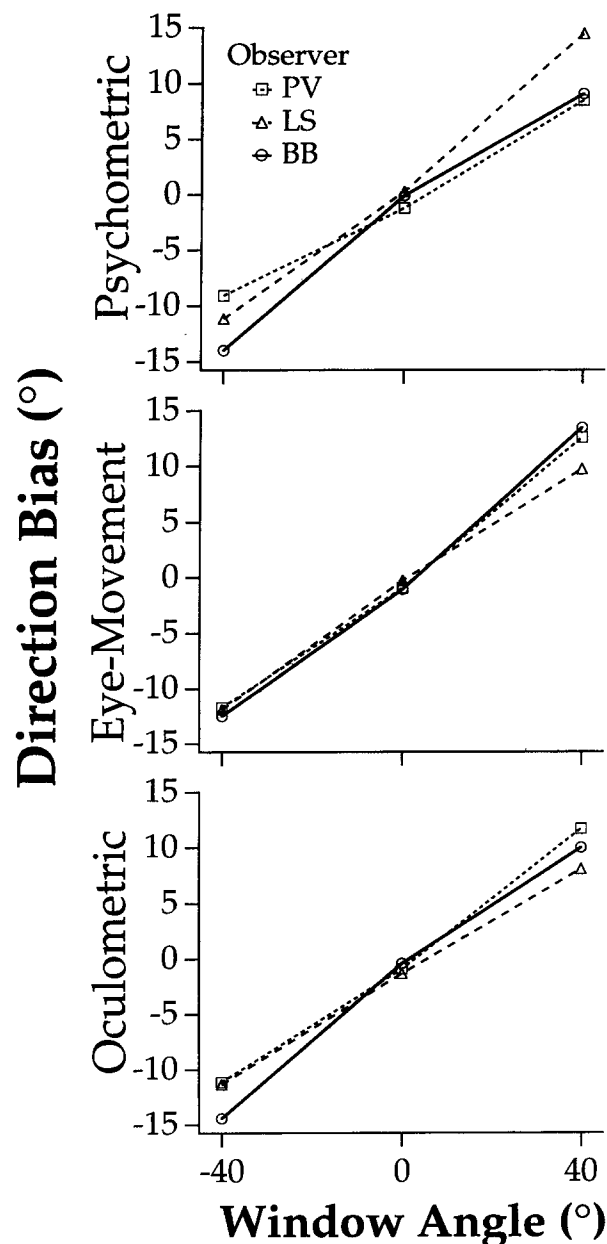 Direction Bias (°)
Psychometric
15
10
5
0
-5
-10
-15
Observer
PV
LS
BB
Eye-Movement
15
10
5
0
-5
-10
-15
Oculometric
15
10
5
0
-5
-10
-15
-40 0 40
Window Angle (°)